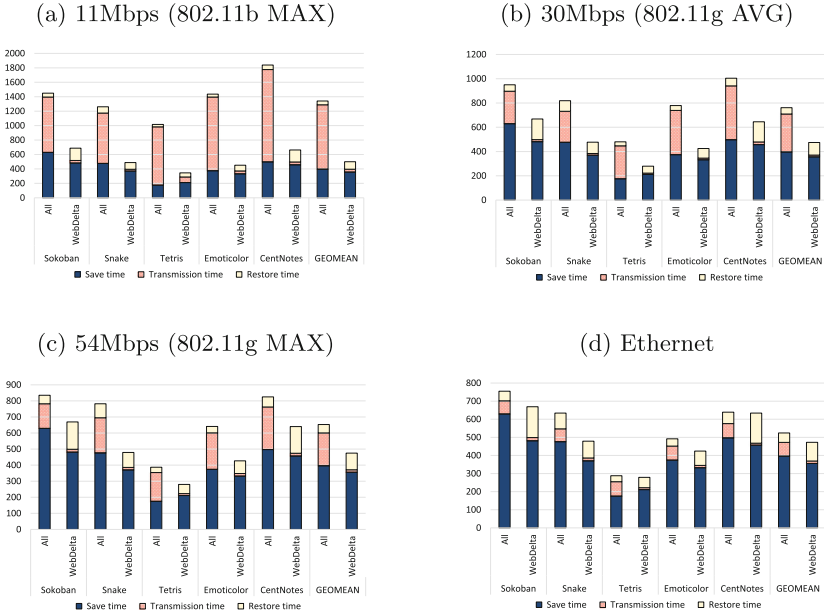 (a) 11Mbps (802.11b MAX)
2000
1800
1600
1400
1200
1000
800
600
400
200
0
All
WebDelta
All
WebDelta
All
WebDelta
All
WebDelta
All
WebDelta
All
WebDelta
Sokoban Snake Tetris Emoticolor CentNotes GEOMEAN
Save time Transmission time Restore time
(b) 30Mbps (802.11g AVG)
1200
1000
800
600
400
200
0
All
WebDelta
All
WebDelta
All
WebDelta
All
WebDelta
All
WebDelta
All
WebDelta
Sokoban Snake Tetris Emoticolor CentNotes GEOMEAN
Save time Transmission time Restore time
(c) 54Mbps (802.11g MAX)
900
800
700
600
500
400
300
200
100
0
All
WebDelta
All
WebDelta
All
WebDelta
All
WebDelta
All
WebDelta
All
WebDelta
Sokoban Snake Tetris Emoticolor CentNotes GEOMEAN
Save time Transmission time Restore time
(d) Ethernet
800
700
600
500
400
300
200
100
0
All
WebDelta
All
WebDelta
All
WebDelta
All
WebDelta
All
WebDelta
All
WebDelta
Sokoban Snake Tetris Emoticolor CentNotes GEOMEAN
Save time Transmission time Restore time